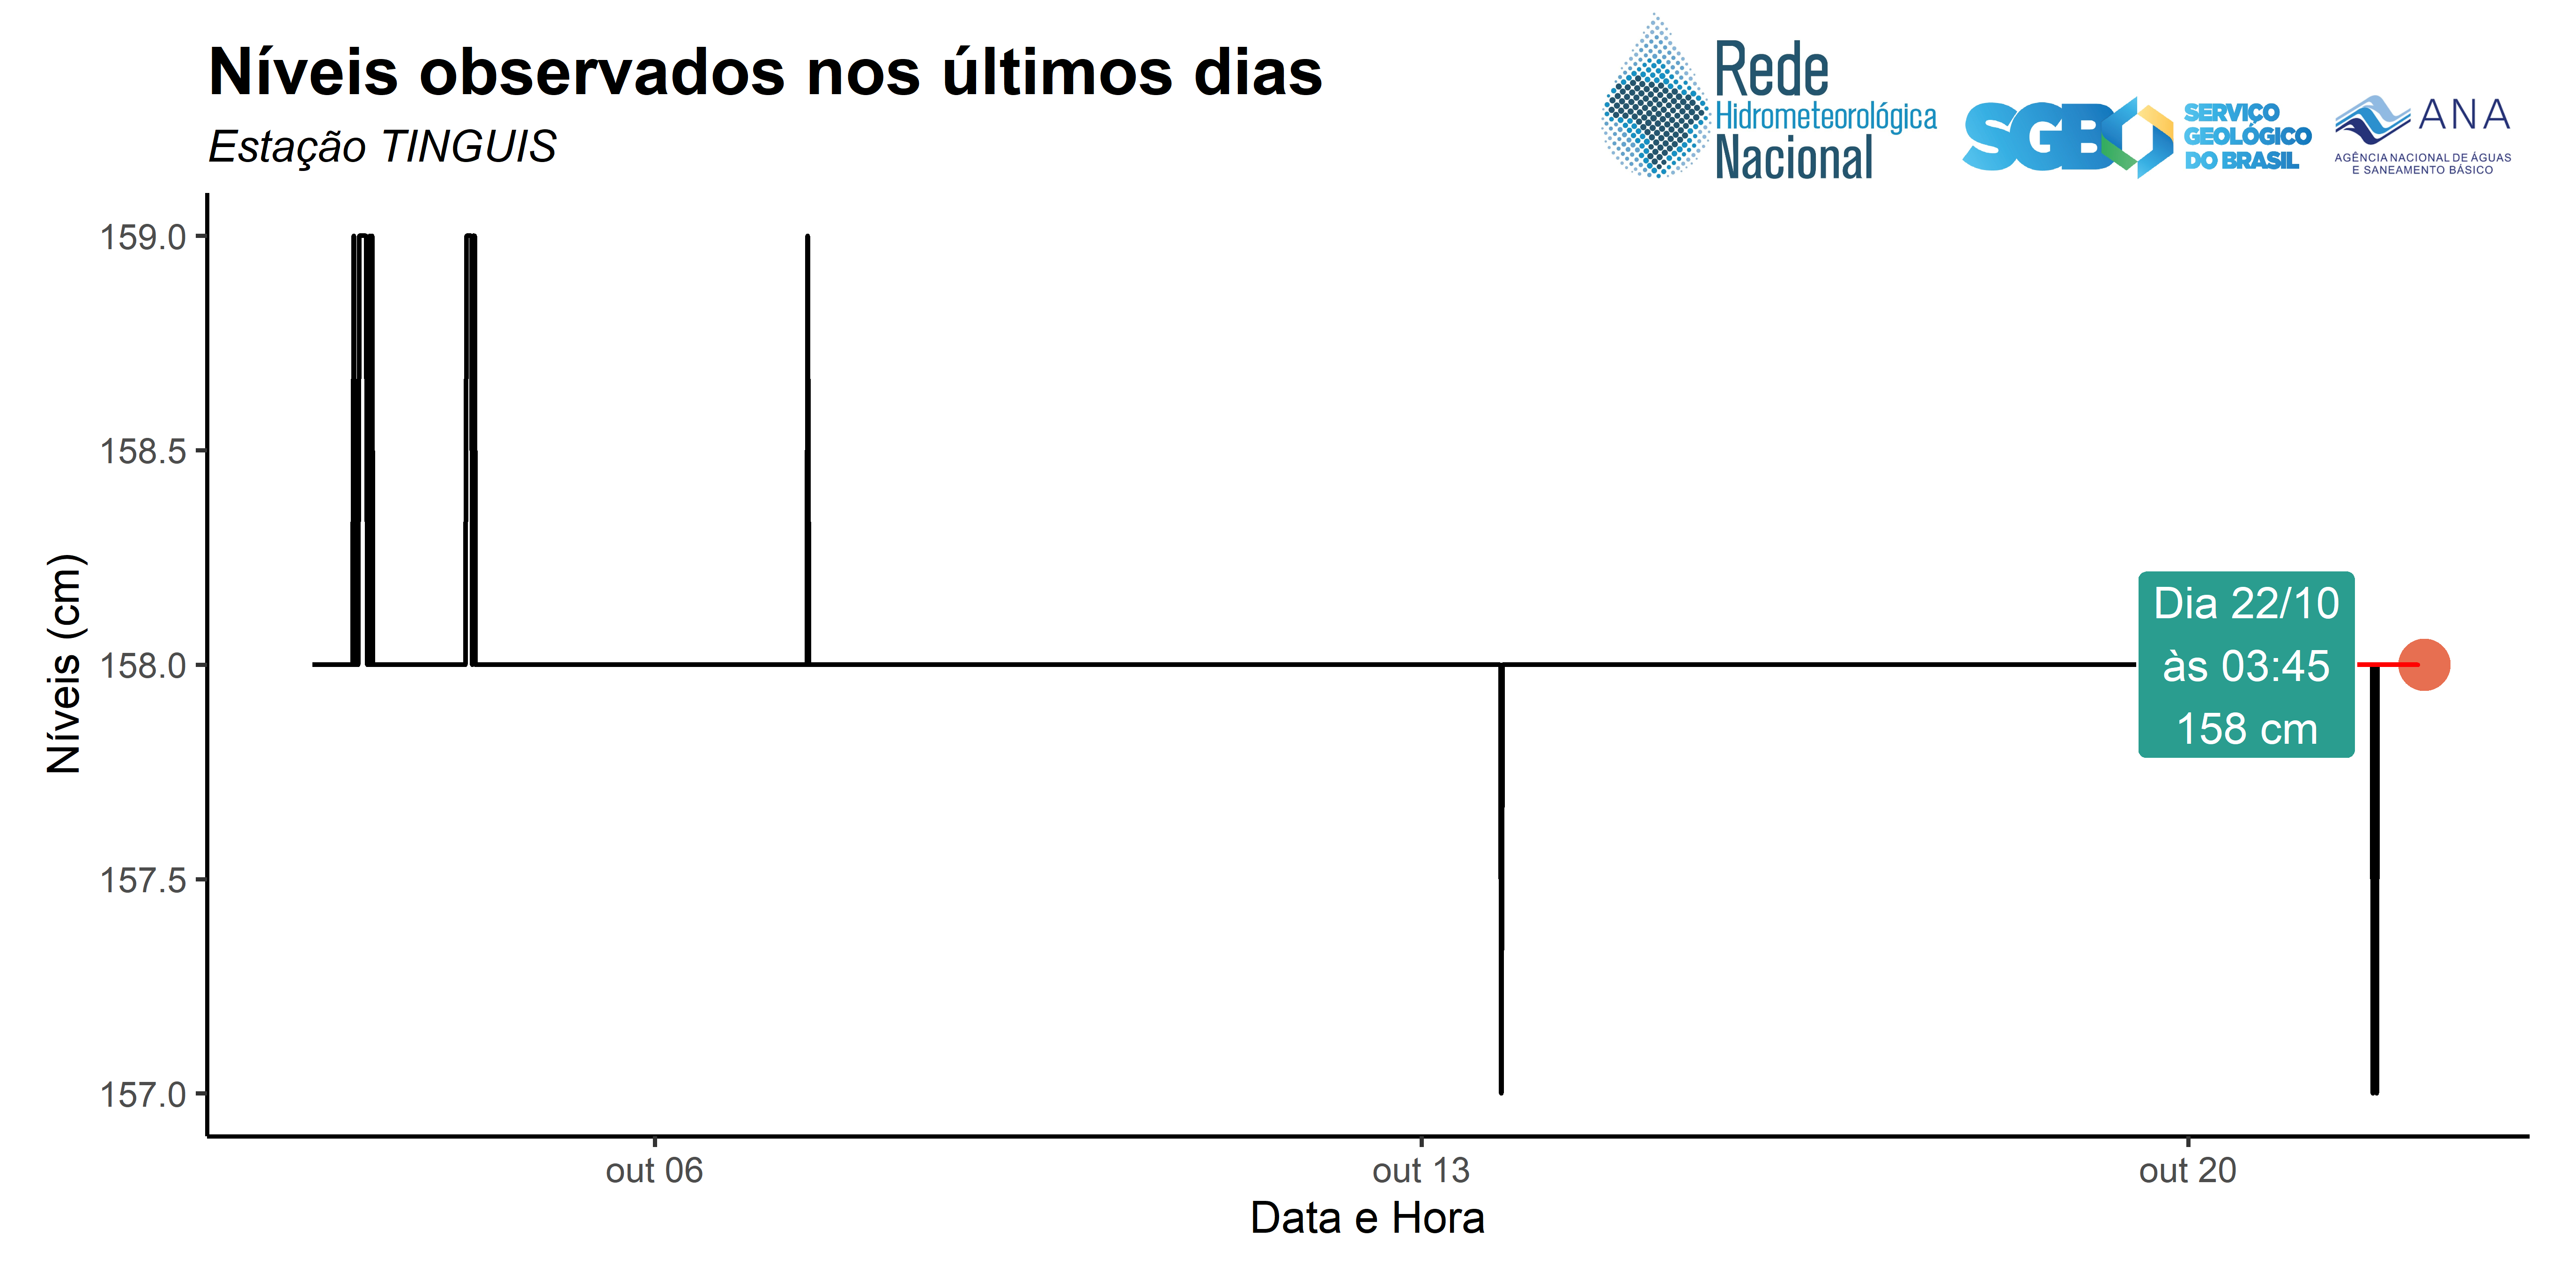 Níveis observados nos últimos dias
Estação TINGUIS
Rede
Hidrometeorológica
Nacional
SGB
SERVIÇO
GEOLÓGICO
DO BRASIL
ANA
AGÊNCIA NACIONAL DE ÁGUAS
E SANEAMENTO BÁSICO
Níveis (cm)
159.0
158.5
158.0
157.5
157.0
Dia 22/10
às 03:45
158 cm
out 06
out 13
out 20
Data e Hora